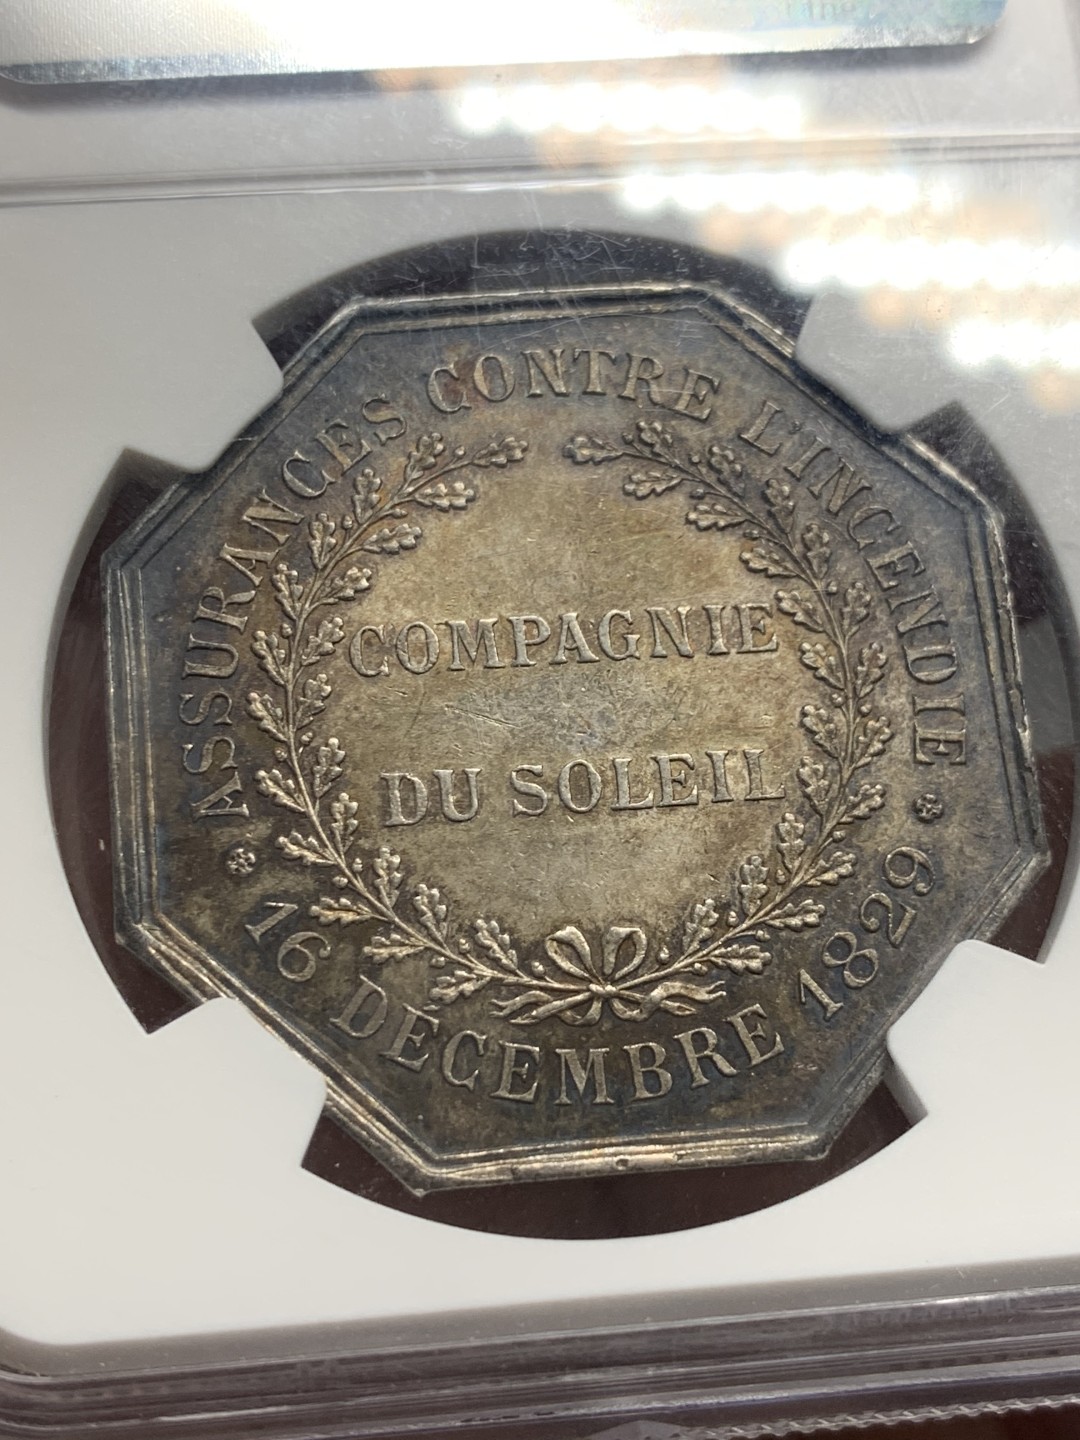 ASSURANCES CONTRE L'INCENDIE
COMPAGNIE
DU SOLEIL
16 DÉCEMBRE 1829